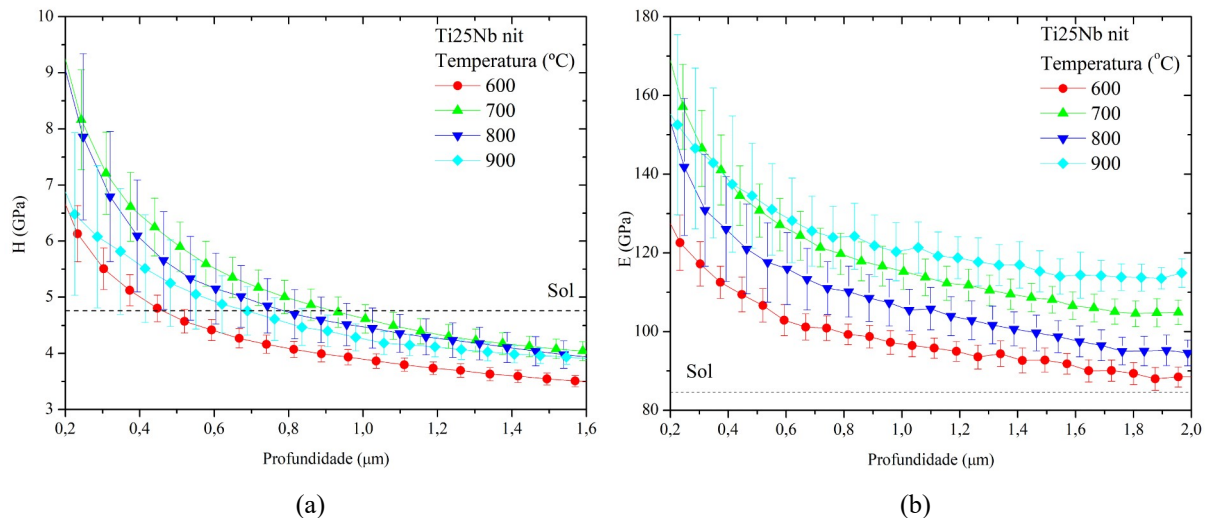 10
9
8
7
6
5
4
3
H (GPa)
Ti25Nb nit
Temperatura (ºC)
600
700
800
900
Sol
0,2 0,4 0,6 0,8 1,0 1,2 1,4 1,6
Profundidade (μm)
(a)
180
160
140
120
100
80
E (GPa)
Ti25Nb nit
Temperatura (°C)
600
700
800
900
Sol
0,2 0,4 0,6 0,8 1,0 1,2 1,4 1,6 1,8 2,0
Profundidade (μm)
(b)